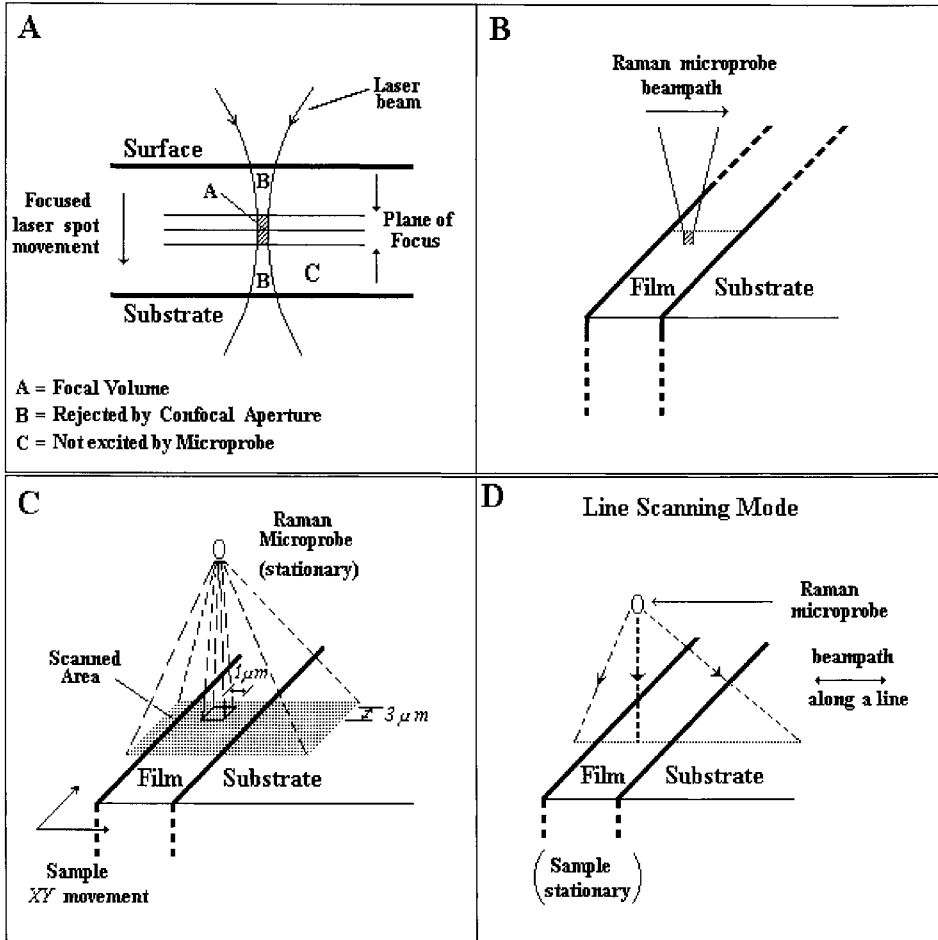 A
Laser
beam
Surface
B
A
Focused
laser spot
movement
Plane of
Focus
C
B
Substrate
A = Focal Volume
B = Rejected by Confocal Aperture
C = Not excited by Microprobe
B
Raman microprobe
beampath
Film
Substrate
C
Raman
Microprobe
(stationary)
Scanned
Area
1μm
3μm
Film
Substrate
Sample
XY movement
D
Line Scanning Mode
Raman
microprobe
beampath
along a line
Film
Substrate
(Sample
stationary)